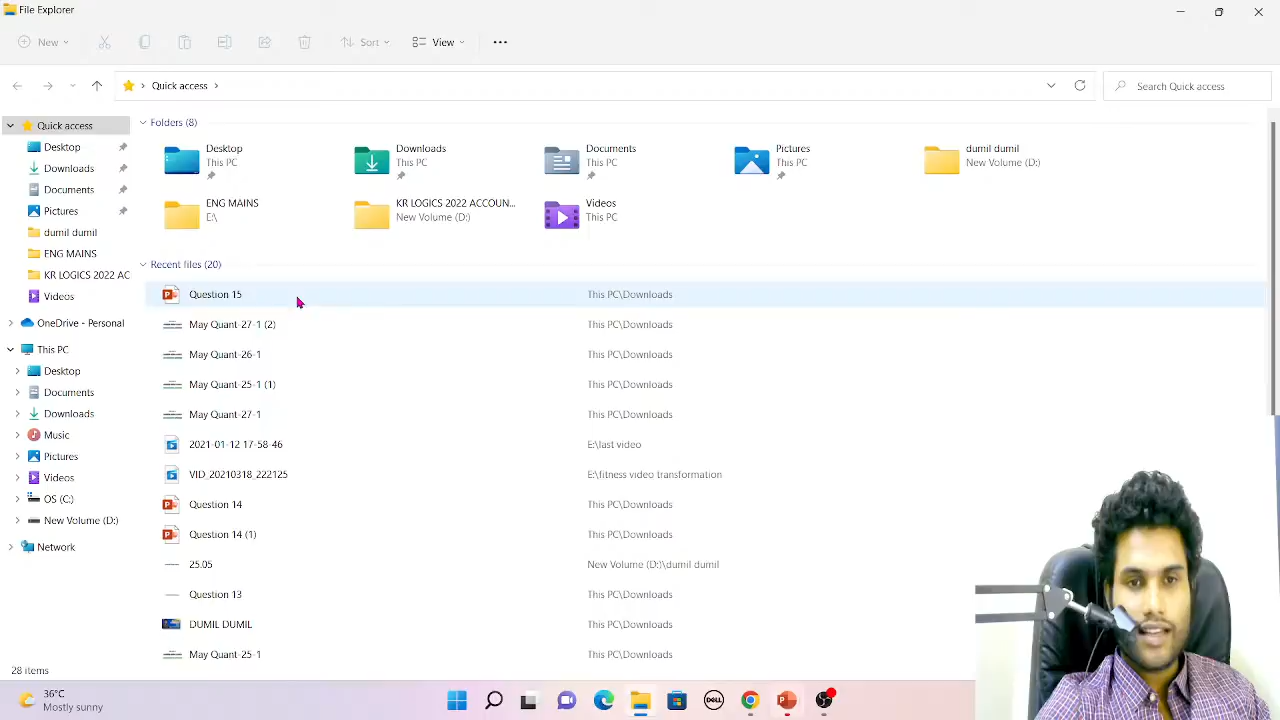 File Explorer
New
Sort
View
Quick access
Search Quick access
Quick access
Desktop
Downloads
Documents
Pictures
dumil dumil
ENG MAINS
KR LOGICS 2022 AC
Videos
OneDrive - Personal
This PC
Desktop
Documents
Downloads
Music
Pictures
Videos
OS (C:)
New Volume (D:)
Network
Folders (8)
Desktop
This PC
Downloads
This PC
Documents
This PC
Pictures
This PC
dumil dumil
New Volume (D:)
ENG MAINS
E:\
KR LOGICS 2022 ACCOUN...
New Volume (D:)
Videos
This PC
Recent files (20)
Question 15 This PC\Downloads
May Quant-27-1 (2) This PC\Downloads
May Quant-26-1 This PC\Downloads
May Quant-25-1 (1) This PC\Downloads
May Quant-27-1 This PC\Downloads
2021-01-12 17-58-46 E:\last video
VID_20210318_222125 E:\fitness video transformation
Question 14 This PC\Downloads
Question 14 (1) This PC\Downloads
25.05 New Volume (D:)\dumil dumil
Question 13 This PC\Downloads
DUMIL DUMIL This PC\Downloads
May Quant-25-1 This PC\Downloads
28 items
36°C
Mostly sunny
DELL